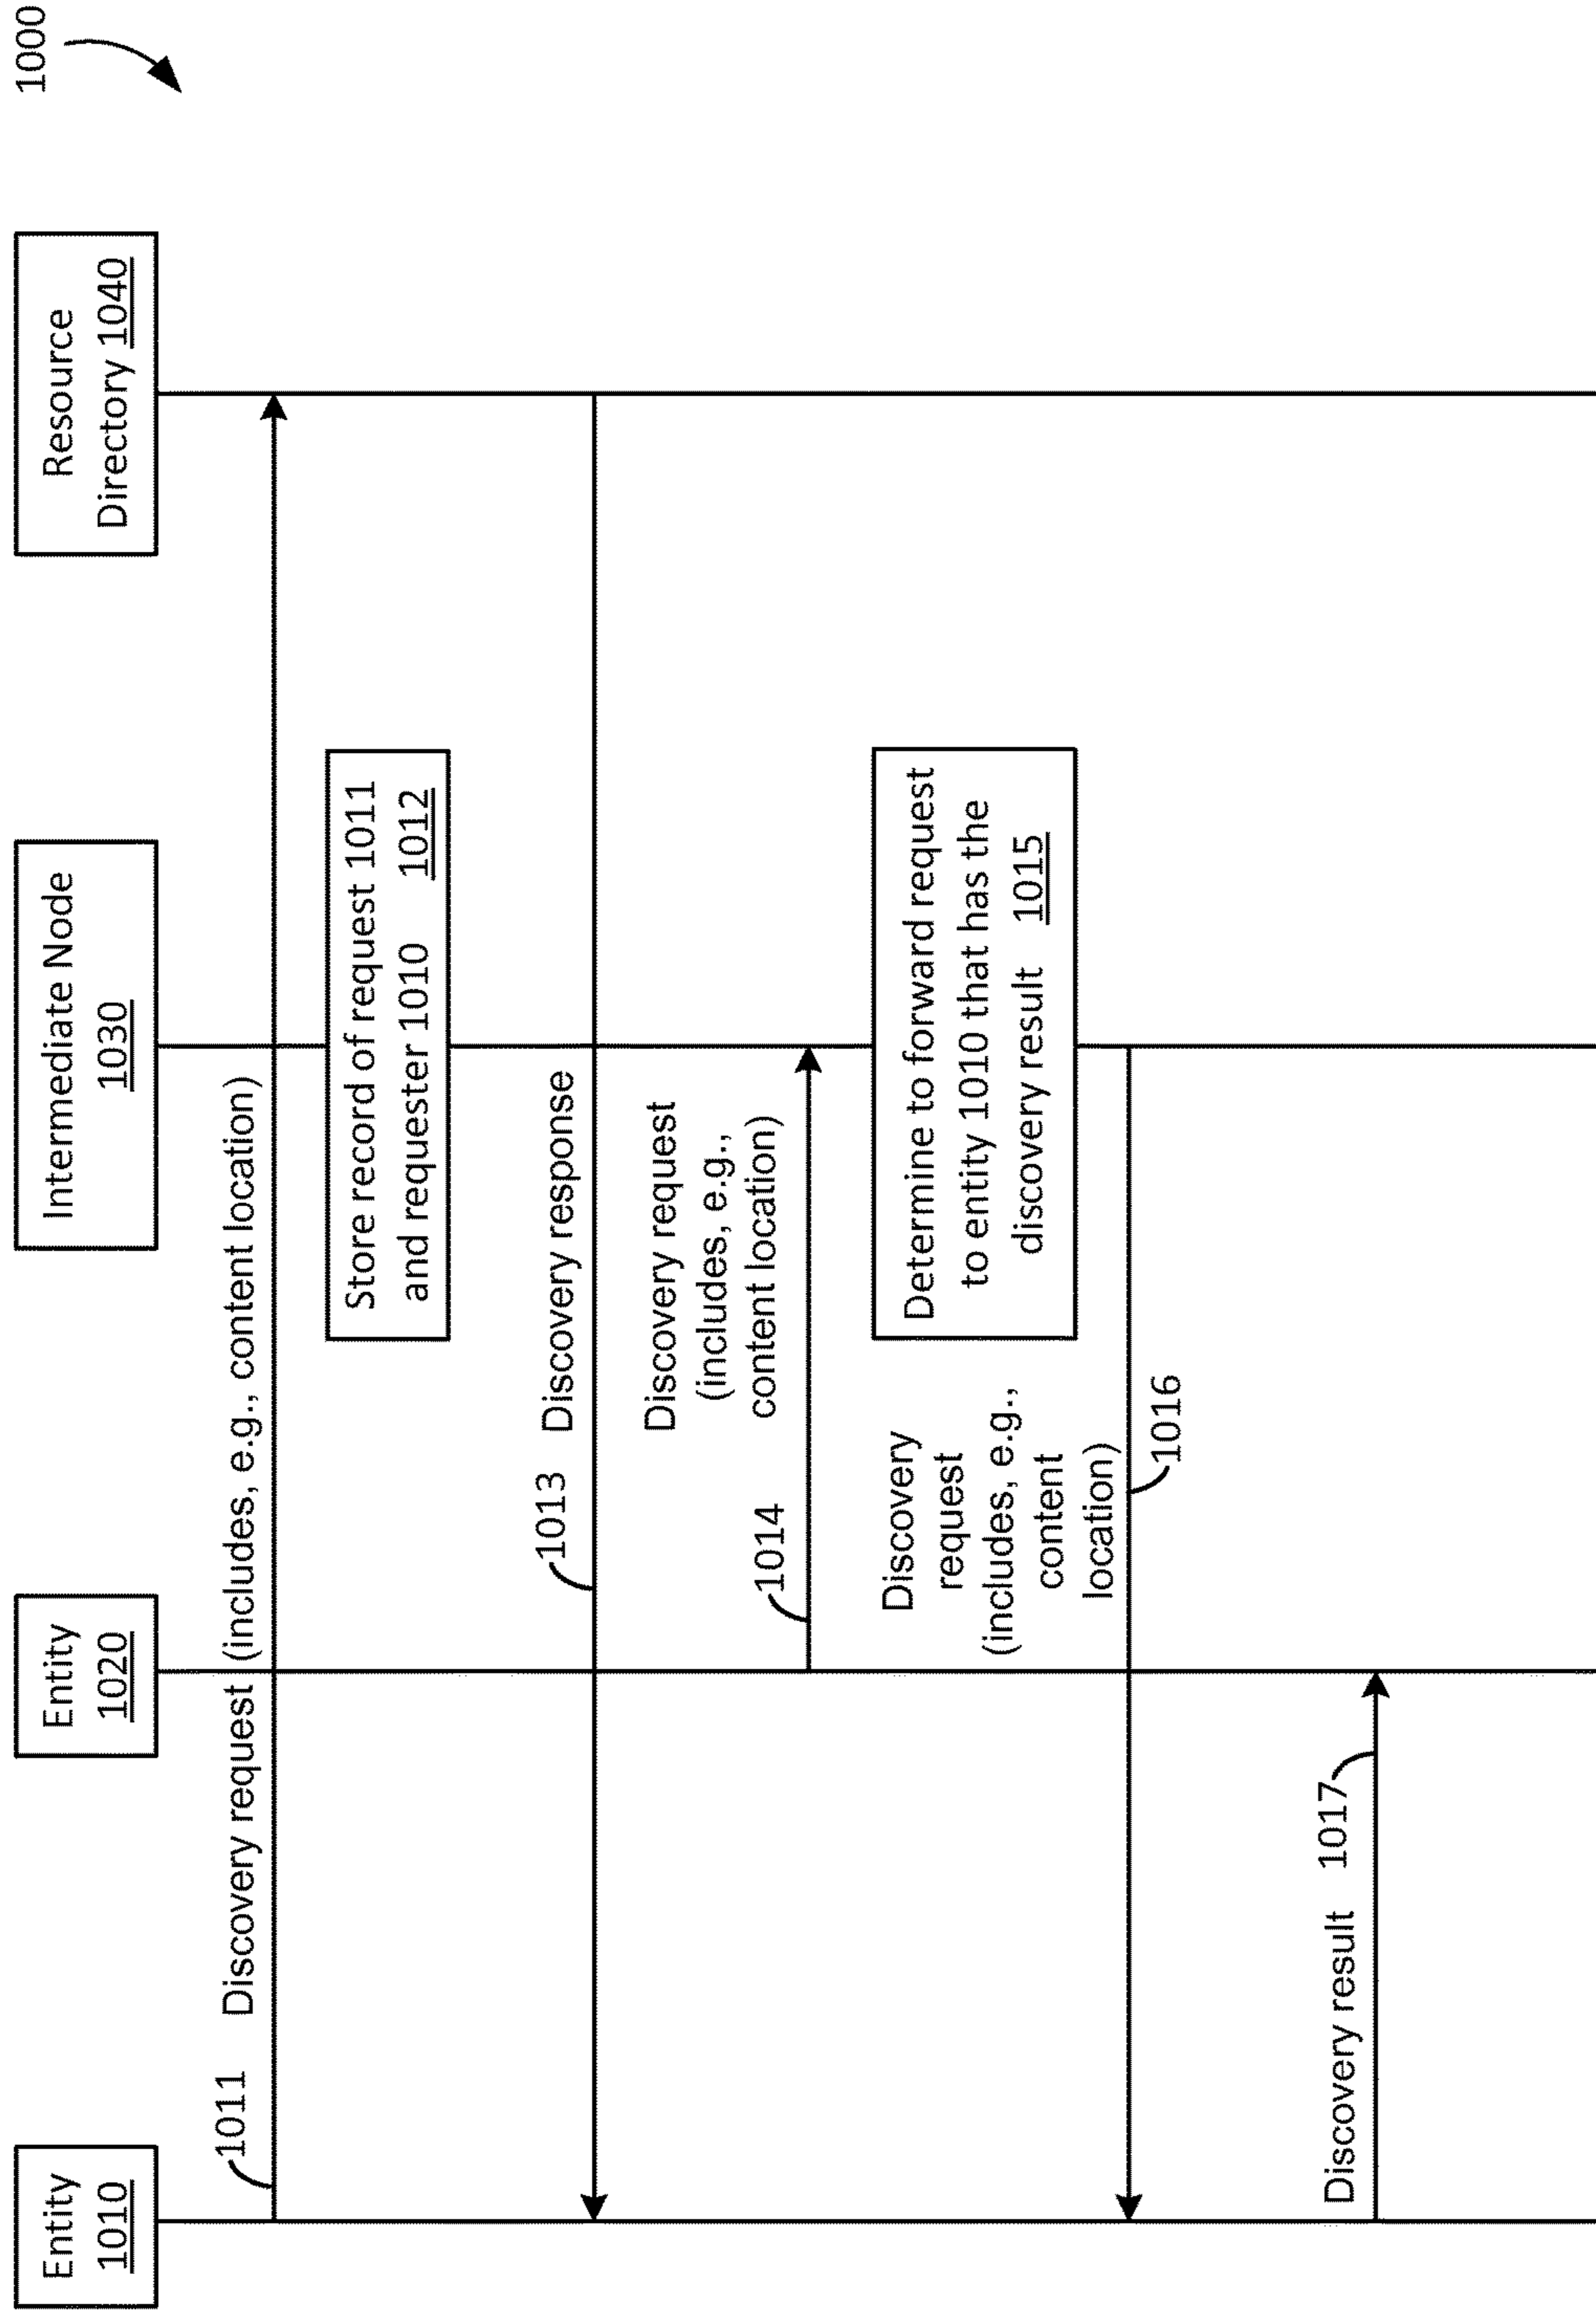 1000
Entity
1010
Entity
1020
Intermediate Node
1030
Resource
Directory 1040
1011 Discovery request (includes, e.g., content location)
Store record of request 1011
and requester 1010 1012
1013 Discovery response
Discovery request
(includes, e.g.,
content location)
1014
Determine to forward request
to entity 1010 that has the
discovery result 1015
Discovery
request
(includes, e.g.,
content
location)
1016
Discovery result 1017